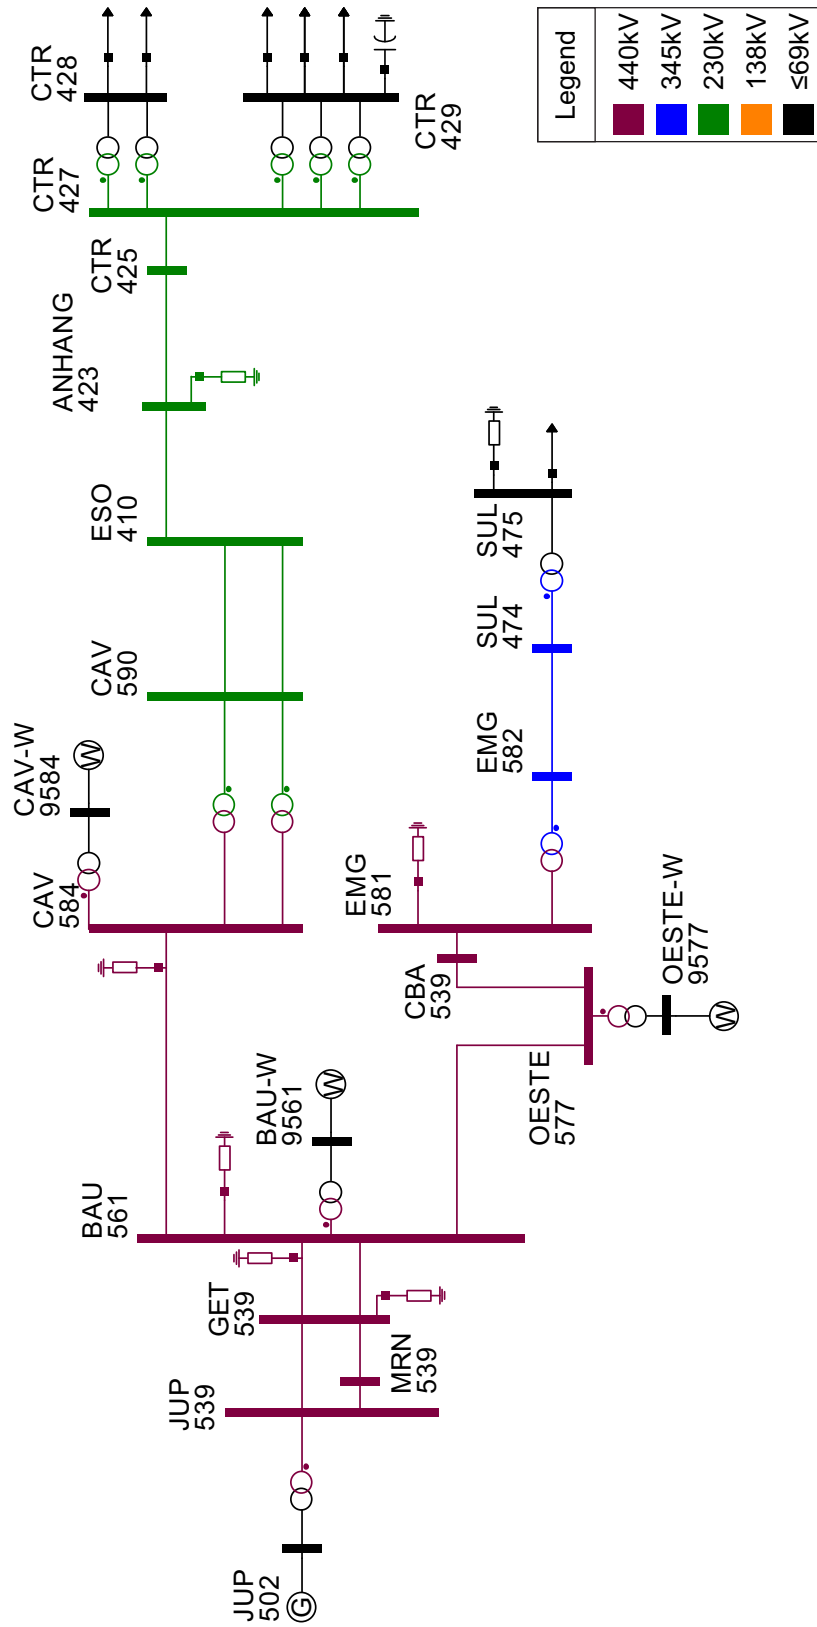 CTR
428
CTR
429
CTR
427
CTR
425
ANHANG
423
ESO
410
CAV
590
CAV-W
9584
W
CAV
584
SUL
475
SUL
474
EMG
582
EMG
581
CBA
539
OESTE-W
9577
W
OESTE
577
BAU-W
9561
W
BAU
561
GET
539
MRN
539
JUP
539
JUP
502
G
Legend
440kV
345kV
230kV
138kV
≤69kV